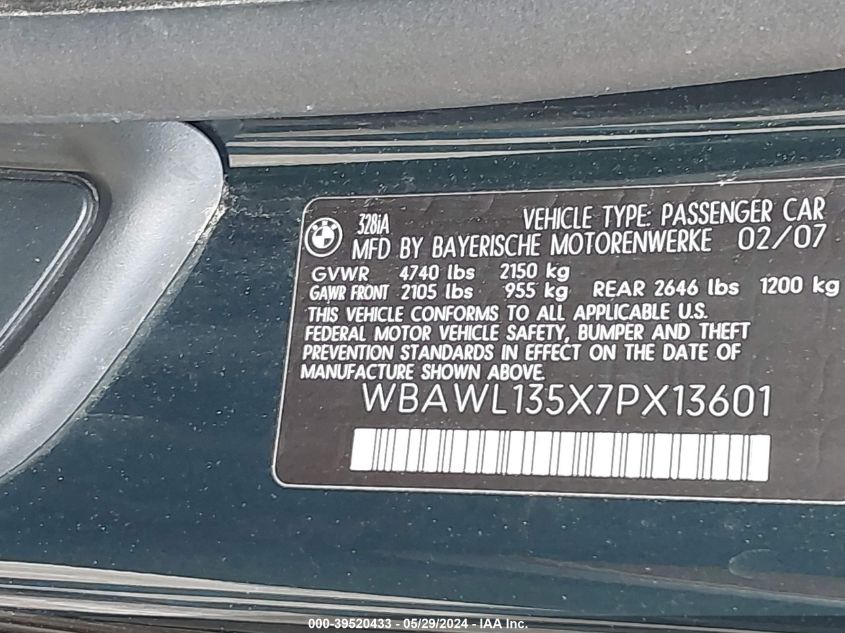 328iA VEHICLE TYPE: PASSENGER CAR
MFD BY BAYERISCHE MOTORENWERKE 02/07
GVWR 4740 lbs 2150 kg
GAWR FRONT 2105 lbs 955 kg REAR 2646 lbs 1200 kg
THIS VEHICLE CONFORMS TO ALL APPLICABLE U.S.
FEDERAL MOTOR VEHICLE SAFETY, BUMPER AND THEFT
PREVENTION STANDARDS IN EFFECT ON THE DATE OF
MANUFACTURE SHOWN ABOVE.
WBAWL135X7PX13601
000-39520433 - 05/29/2024 - IAA, Inc.